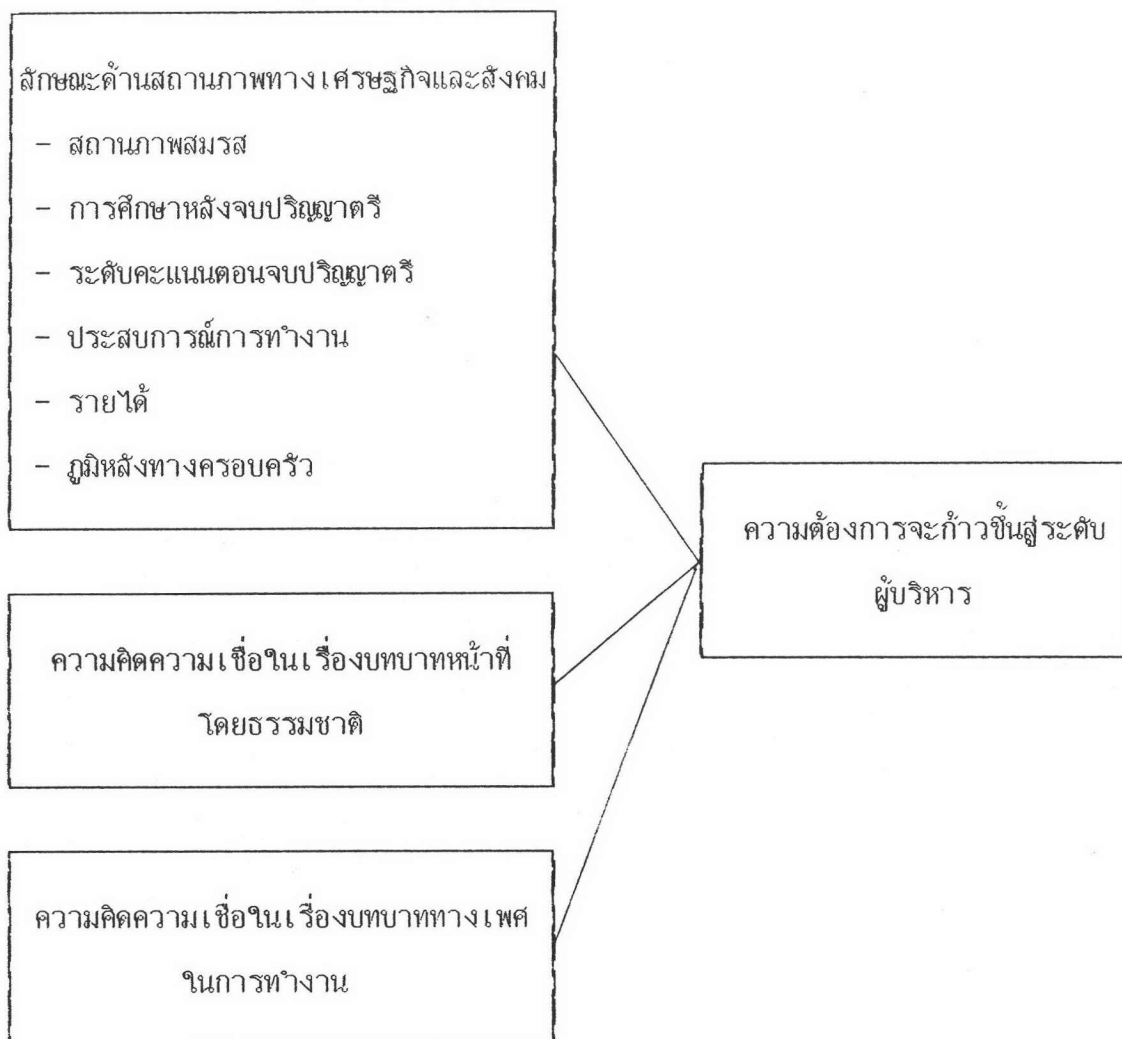 ลักษณะด้านสถานภาพทางเศรษฐกิจและสังคม
- สถานภาพสมรส
- การศึกษาหลังจบปริญญาตรี
- ระดับคะแนนตอนจบปริญญาตรี
- ประสบการณ์การทำงาน
- รายได้
- ภูมิหลังทางครอบครัว
ความต้องการจะก้าวขึ้นสู่ระดับ
ผู้บริหาร
ความคิดความเชื่อในเรื่องบทบาทหน้าที่
โดยธรรมชาติ
ความคิดความเชื่อในเรื่องบทบาททางเพศ
ในการทำงาน